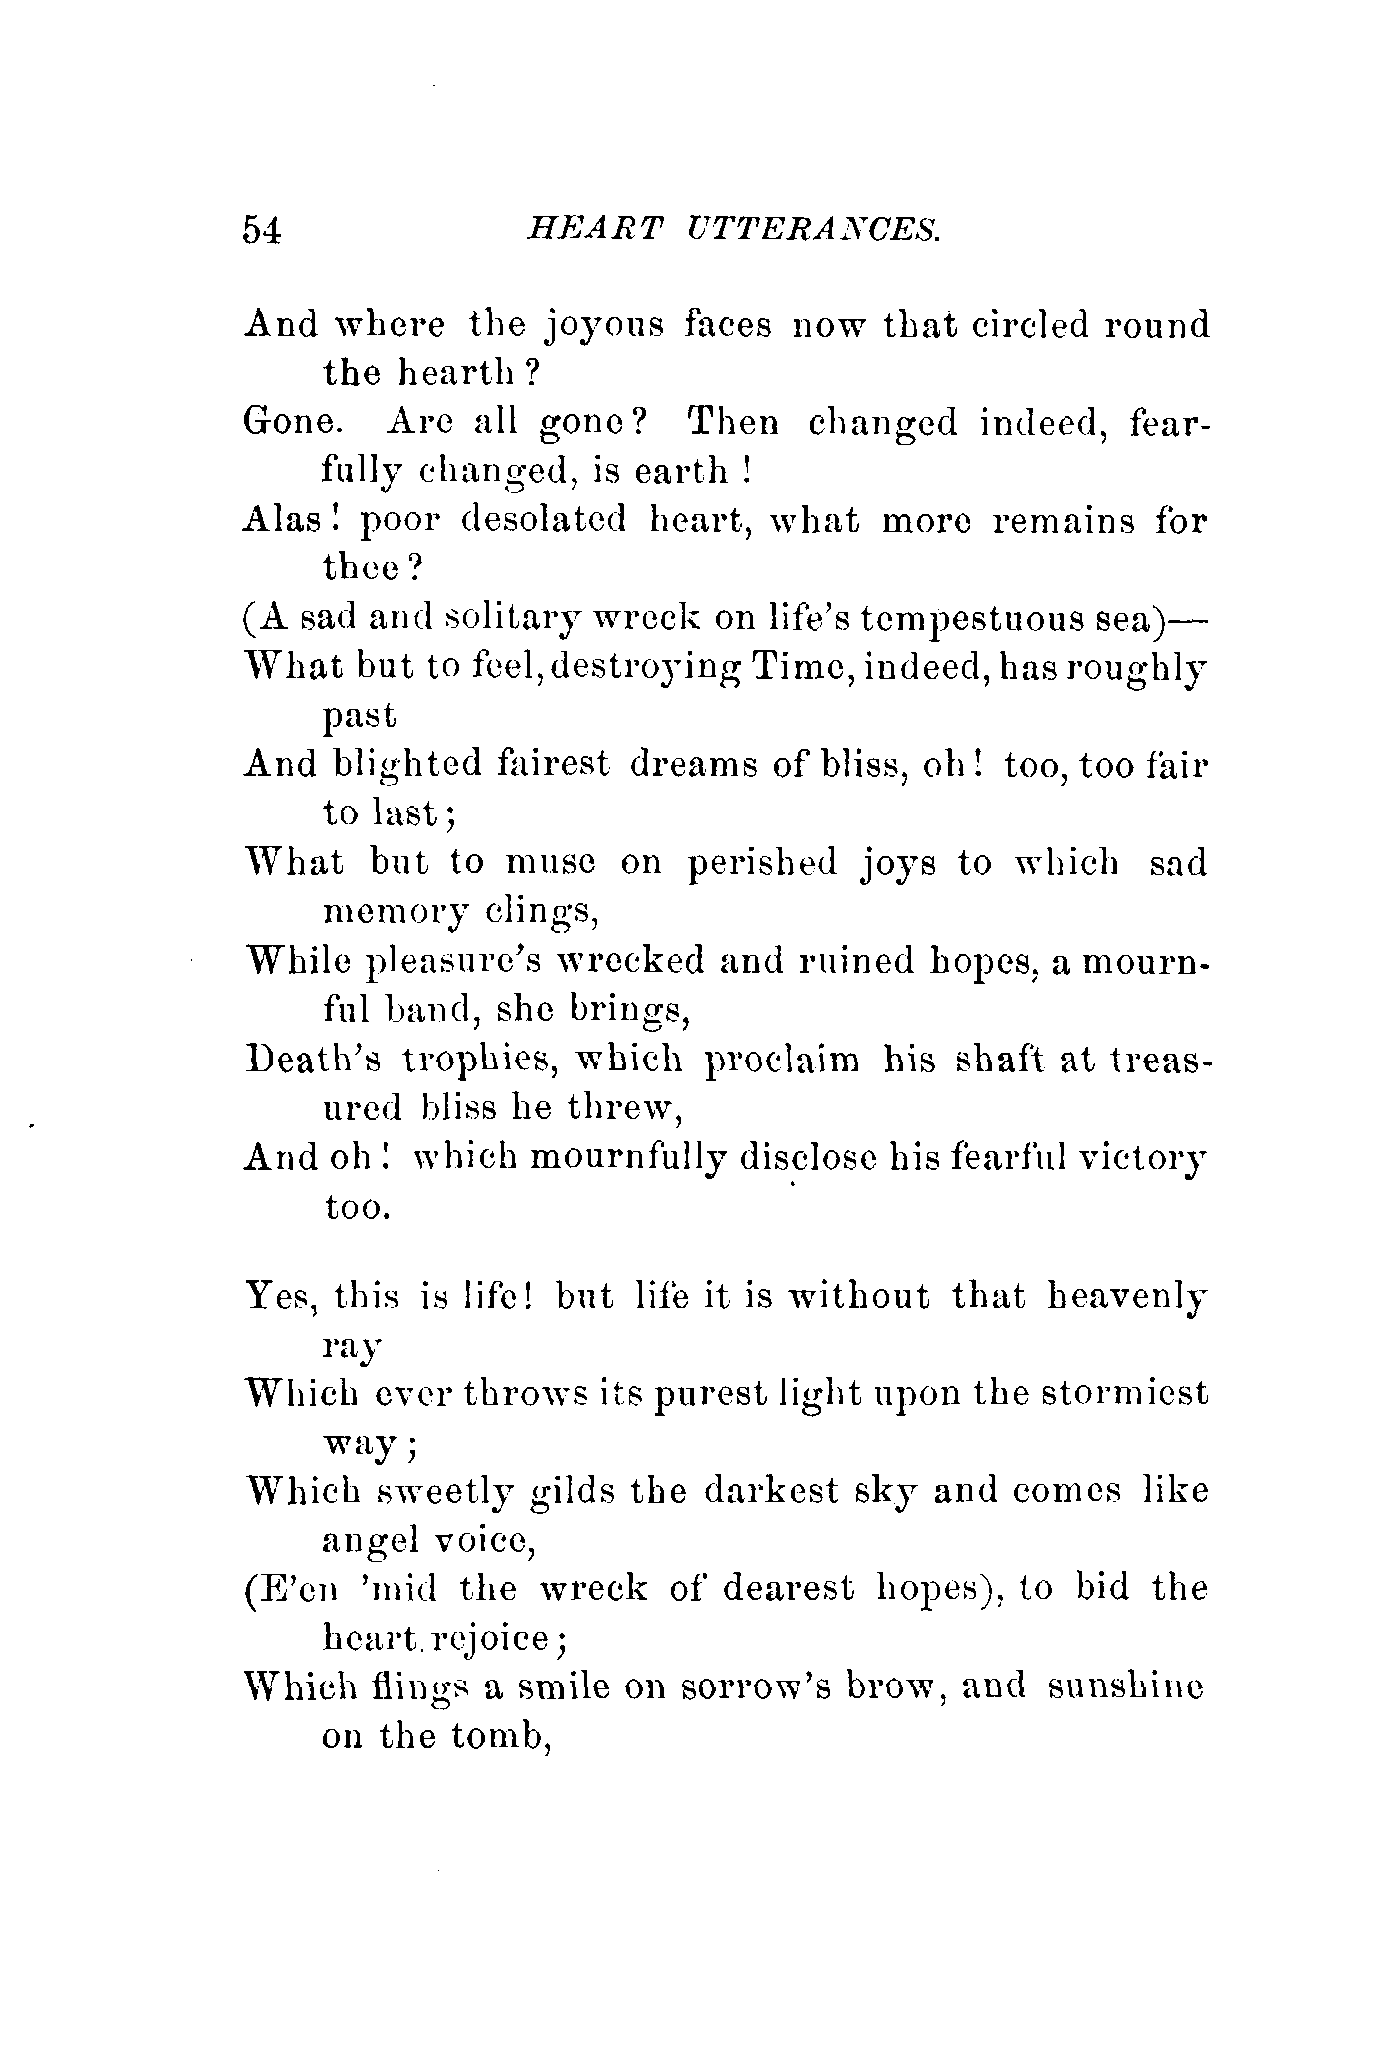 54 HEART UTTERANCES.
And where the joyous faces now that circled round
the hearth?
Gone. Are all gone? Then changed indeed, fear-
fully changed, is earth!
Alas! poor desolated heart, what more remains for
thee?
(A sad and solitary wreck on life's tempestuous sea)—
What but to feel, destroying Time, indeed, has roughly
past
And blighted fairest dreams of bliss, oh! too, too fair
to last;
What but to muse on perished joys to which sad
memory clings,
While pleasure's wrecked and ruined hopes, a mourn-
ful band, she brings,
Death's trophies, which proclaim his shaft at treas-
ured bliss he threw,
And oh! which mournfully disclose his fearful victory
too.
Yes, this is life! but life it is without that heavenly
ray
Which ever throws its purest light upon the stormiest
way;
Which sweetly gilds the darkest sky and comes like
angel voice,
(E'en 'mid the wreck of dearest hopes), to bid the
heart rejoice;
Which flings a smile on sorrow's brow, and sunshine
on the tomb,